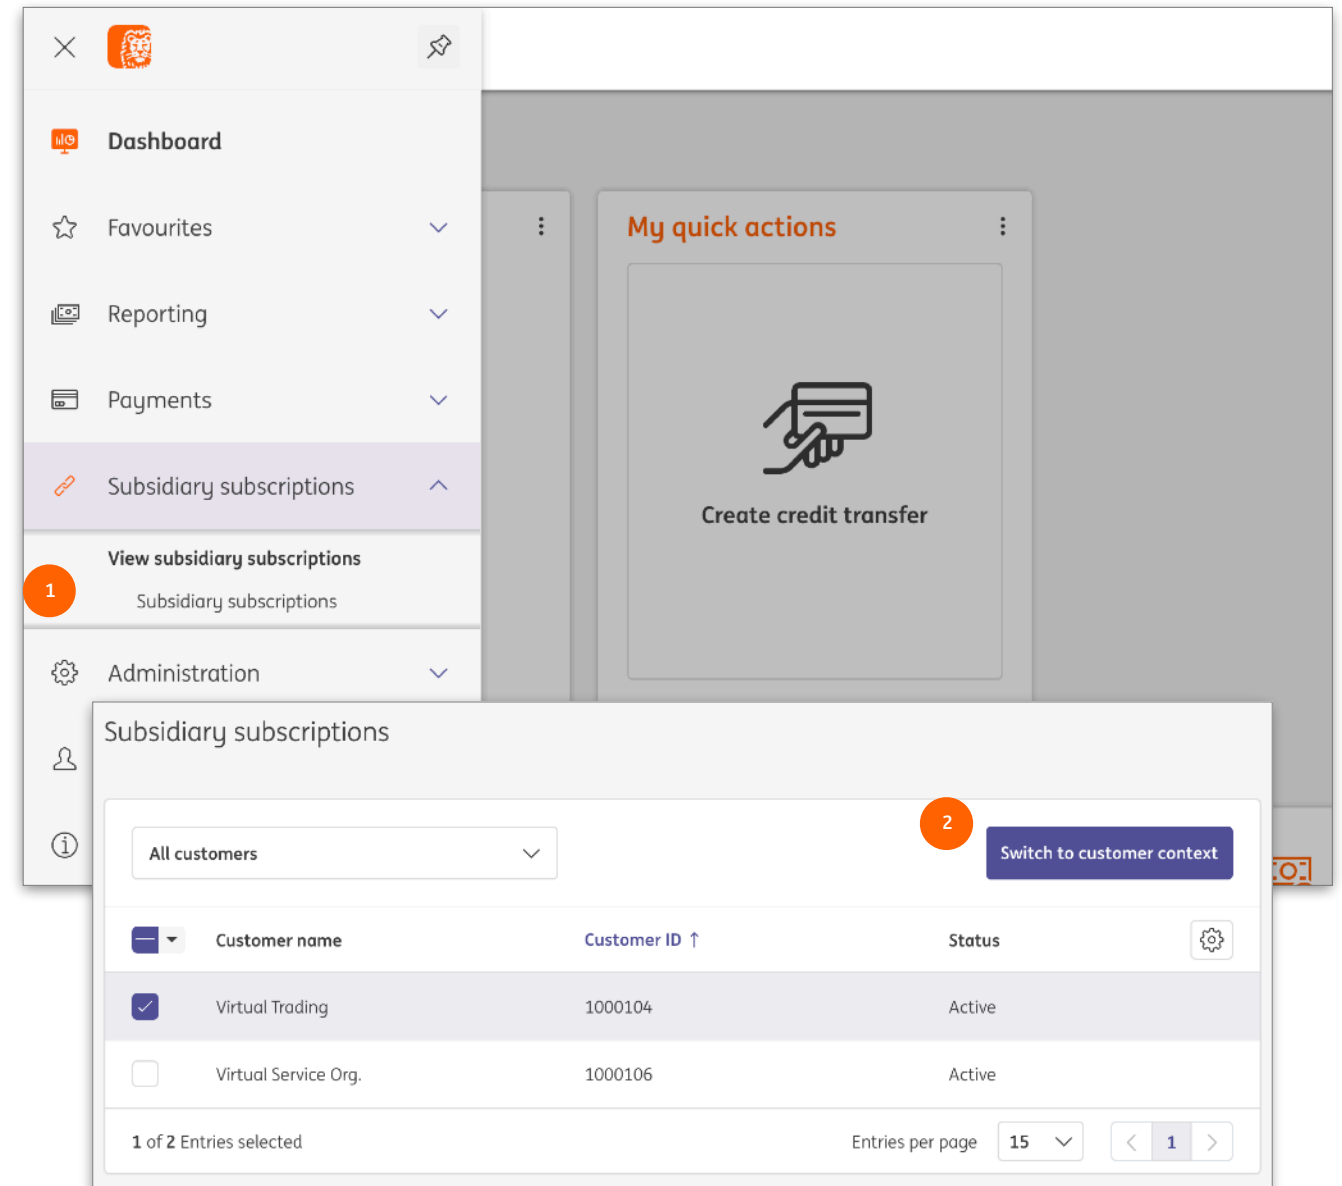 Dashboard
Favourites
Reporting
Payments
Subsidiary subscriptions
View subsidiary subscriptions
1
Subsidiary subscriptions
Administration
My quick actions
Create credit transfer
Subsidiary subscriptions
All customers
2
Switch to customer context
Customer name Customer ID ↑ Status
Virtual Trading 1000104 Active
Virtual Service Org. 1000106 Active
1 of 2 Entries selected Entries per page 15 1